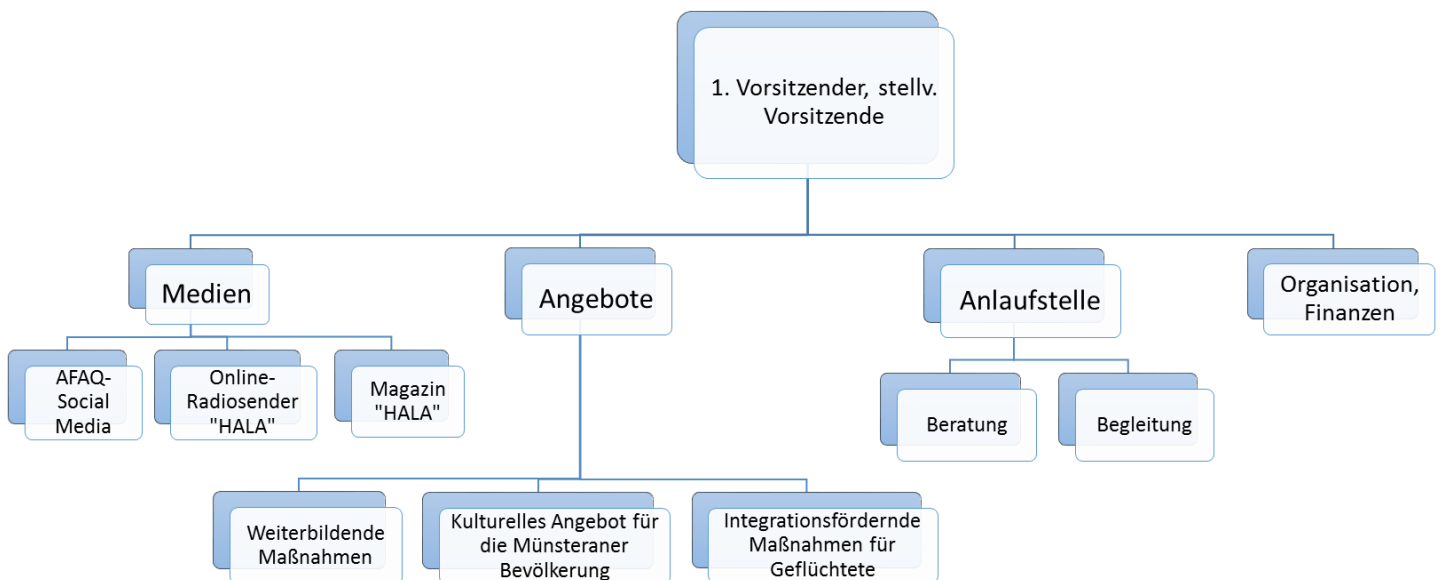 1. Vorsitzender, stellv.
Vorsitzende
Medien
Angebote
Anlaufstelle
Organisation,
Finanzen
AFAQ-
Social
Media
Online-
Radiosender
"HALA"
Magazin
"HALA"
Beratung
Begleitung
Weiterbildende
Maßnahmen
Kulturelles Angebot für
die Münsteraner
Bevölkerung
Integrationsfördernde
Maßnahmen für
Geflüchtete